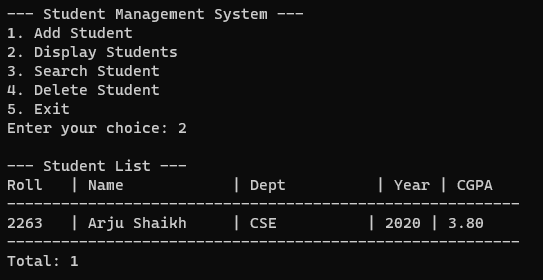 --- Student Management System ---
1. Add Student
2. Display Students
3. Search Student
4. Delete Student
5. Exit
Enter your choice: 2

--- Student List ---
Roll   | Name              | Dept            | Year | CGPA
---------------------------------------------------------
2263   | Arju Shaikh     | CSE          | 2020 | 3.80
---------------------------------------------------------
Total: 1